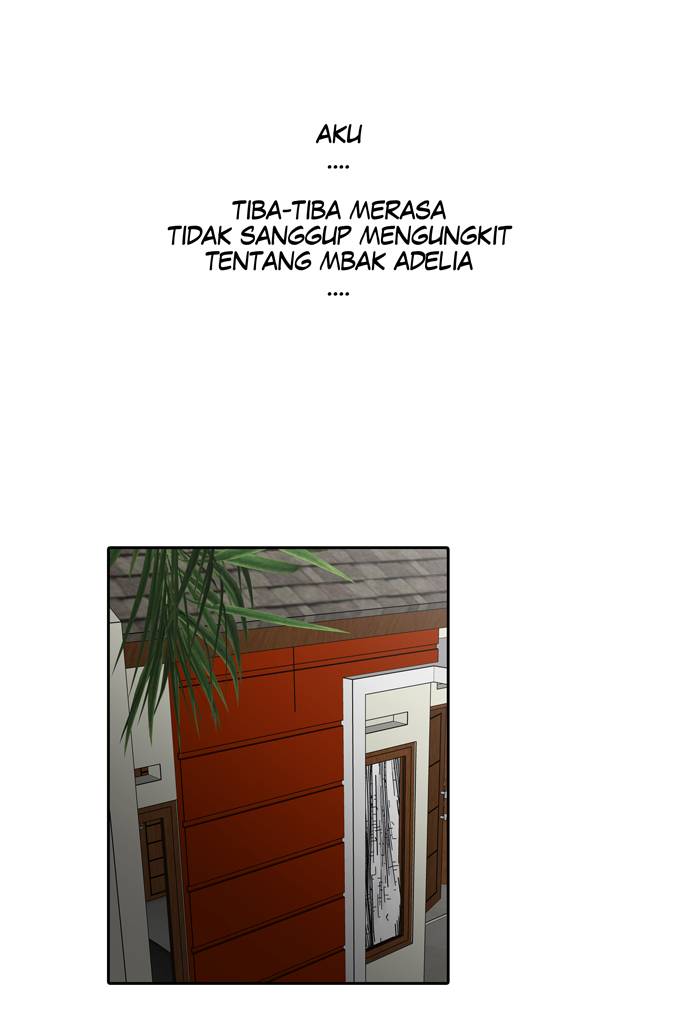 AKU
....
TIBA-TIBA MERASA
TIDAK SANGGUP MENGUNGKIT
TENTANG MBAK ADELIA
....